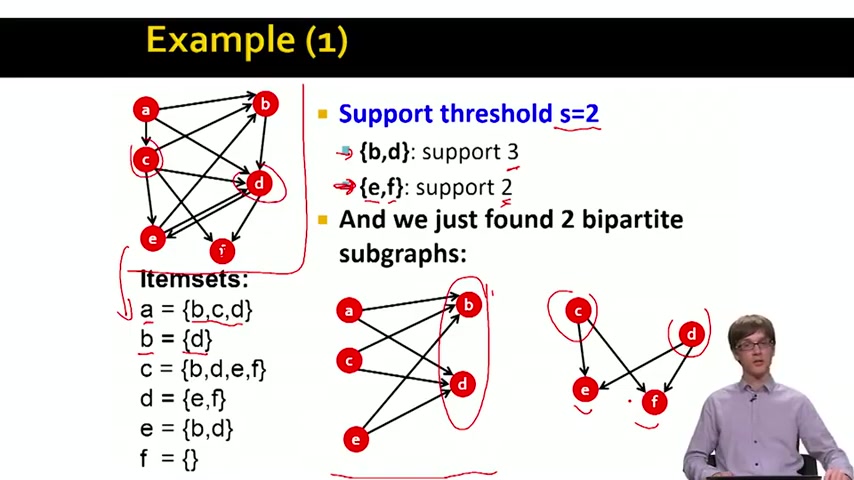 Example (1)
a
b
c
d
e
f
Support threshold s=2
{b,d}: support 3
{e,f}: support 2
And we just found 2 bipartite
subgraphs:
Itemsets:
a = {b,c,d}
b = {d}
c = {b,d,e,f}
d = {e,f}
e = {b,d}
f = {}
a
b
c
d
e
c
d
e
f